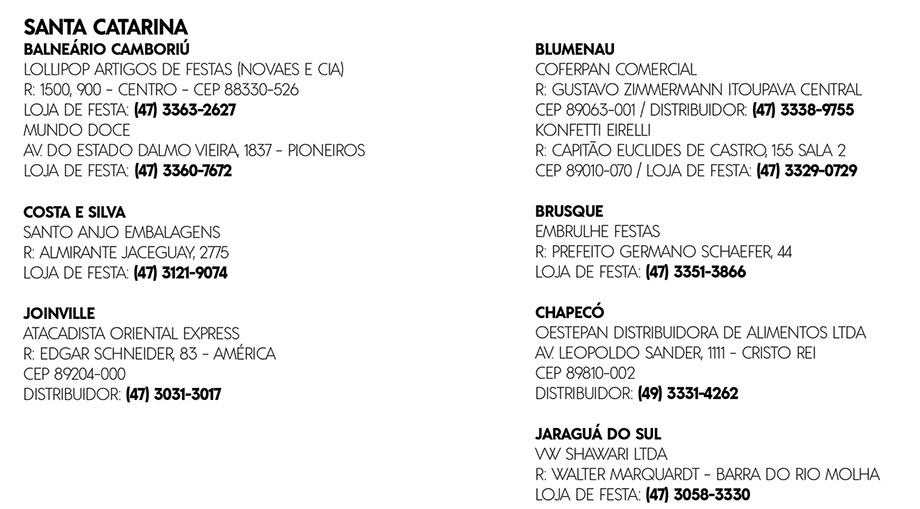 SANTA CATARINA
BALNEÁRIO CAMBORIÚ
LOLLIPOP ARTIGOS DE FESTAS (NOVAES E CIA)
R: 1500, 900 - CENTRO - CEP 88330-526
LOJA DE FESTA: (47) 3363-2627
MUNDO DOCE
AV. DO ESTADO DALMO VIEIRA, 1837 - PIONEIROS
LOJA DE FESTA: (47) 3360-7672
COSTA E SILVA
SANTO ANJO EMBALAGENS
R: ALMIRANTE JACEGUAY, 2775
LOJA DE FESTA: (47) 3121-9074
JOINVILLE
ATACADISTA ORIENTAL EXPRESS
R: EDGAR SCHNEIDER, 83 - AMÉRICA
CEP 89204-000
DISTRIBUIDOR: (47) 3031-3017
BLUMENAU
COFERPAN COMERCIAL
R: GUSTAVO ZIMMERMANN ITOUPAVA CENTRAL
CEP 89063-001 / DISTRIBUIDOR: (47) 3338-9755
KONFETTI EIRELLI
R: CAPITÃO EUCLIDES DE CASTRO, 155 SALA 2
CEP 89010-070 / LOJA DE FESTA: (47) 3329-0729
BRUSQUE
EMBRULHE FESTAS
R: PREFEITO GERMANO SCHAEFER, 44
LOJA DE FESTA: (47) 3351-3866
CHAPECÓ
OESTEPAN DISTRIBUIDORA DE ALIMENTOS LTDA
AV. LEOPOLDO SANDER, 1111 - CRISTO REI
CEP 89810-002
DISTRIBUIDOR: (49) 3331-4262
JARAGUÁ DO SUL
VW SHAWARI LTDA
R: WALTER MARQUARDT - BARRA DO RIO MOLHA
LOJA DE FESTA: (47) 3058-3330